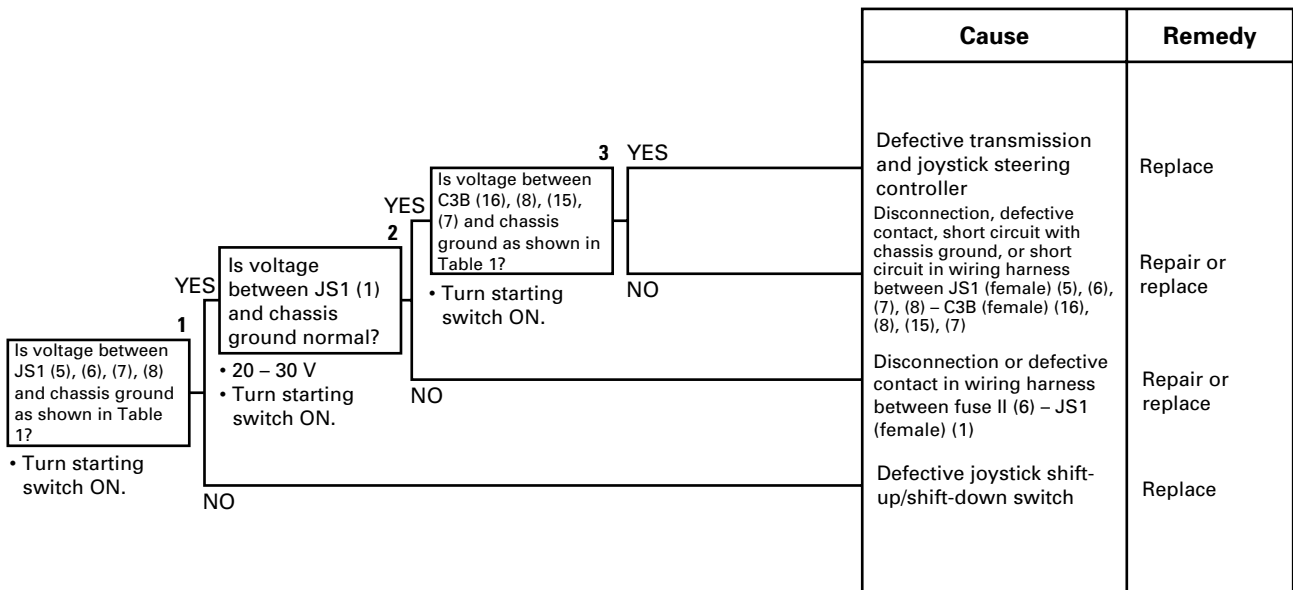 Cause
Remedy
3 YES
Defective transmission
and joystick steering
controller
Replace
Is voltage between
C3B (16), (8), (15),
(7) and chassis
ground as shown in
Table 1?
• Turn starting
switch ON.
NO
Disconnection, defective
contact, short circuit with
chassis ground, or short
circuit in wiring harness
between JS1 (female) (5), (6),
(7), (8) – C3B (female) (16),
(8), (15), (7)
Repair or
replace
YES
2
Is voltage
between JS1 (1)
and chassis
ground normal?
• 20 – 30 V
• Turn starting
switch ON.
NO
Disconnection or defective
contact in wiring harness
between fuse II (6) – JS1
(female) (1)
Repair or
replace
YES
1
Is voltage between
JS1 (5), (6), (7), (8)
and chassis ground
as shown in Table
1?
• Turn starting
switch ON.
NO
Defective joystick shift-
up/shift-down switch
Replace